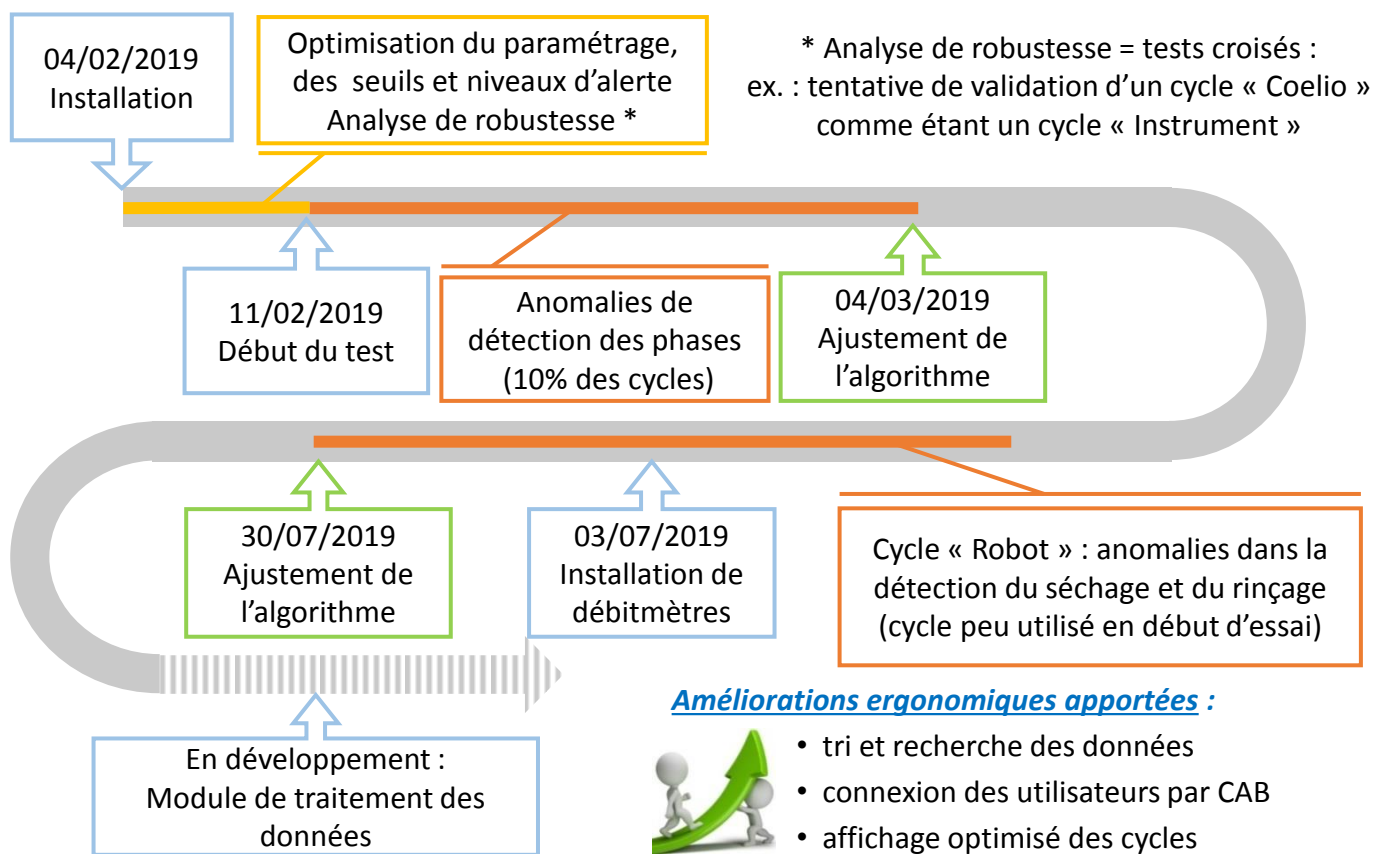 04/02/2019
Installation
Optimisation du paramétrage,
des seuils et niveaux d’alerte
Analyse de robustesse *
* Analyse de robustesse = tests croisés :
ex. : tentative de validation d’un cycle « Coelio »
comme étant un cycle « Instrument »
11/02/2019
Début du test
Anomalies de
détection des phases
(10% des cycles)
04/03/2019
Ajustement de
l’algorithme
30/07/2019
Ajustement de
l’algorithme
03/07/2019
Installation de
débitmètres
Cycle « Robot » : anomalies dans la
détection du séchage et du rinçage
(cycle peu utilisé en début d’essai)
En développement :
Module de traitement des
données
Améliorations ergonomiques apportées :
• tri et recherche des données
• connexion des utilisateurs par CAB
• affichage optimisé des cycles